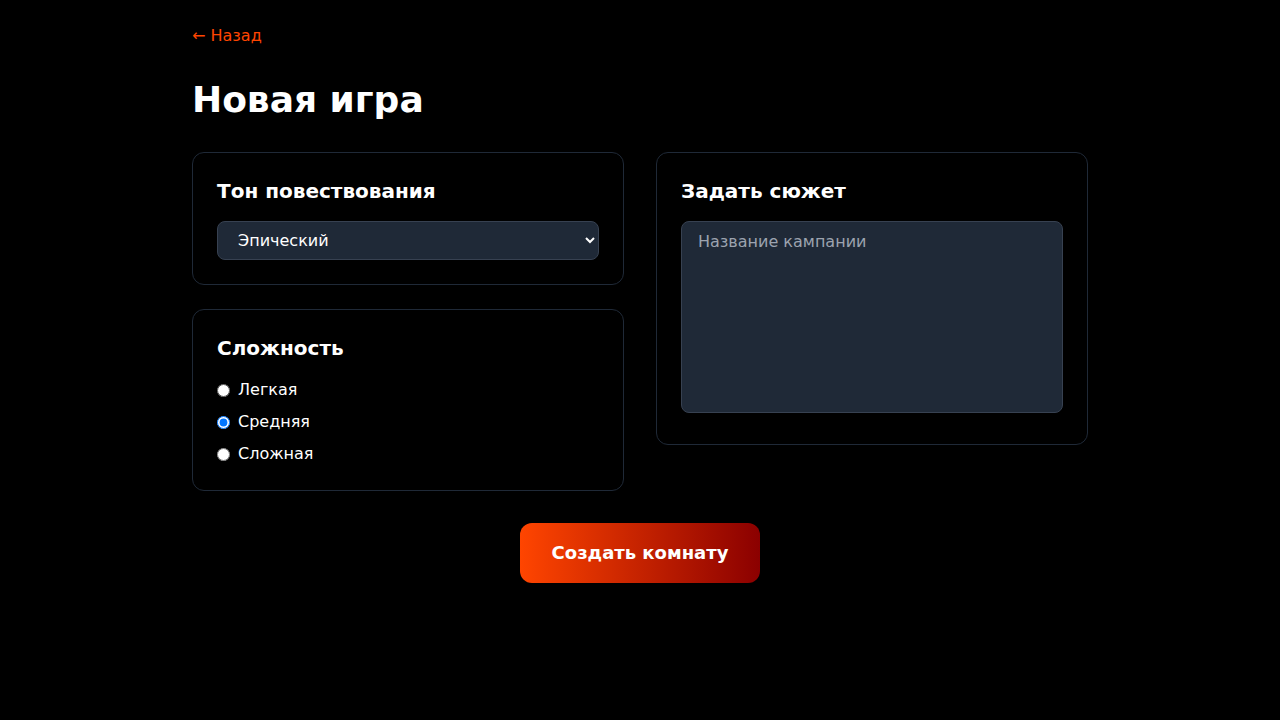 ← Назад
Новая игра
Тон повествования
Эпический
Сложность
Легкая
Средняя
Сложная
Задать сюжет
Название кампании
Создать комнату